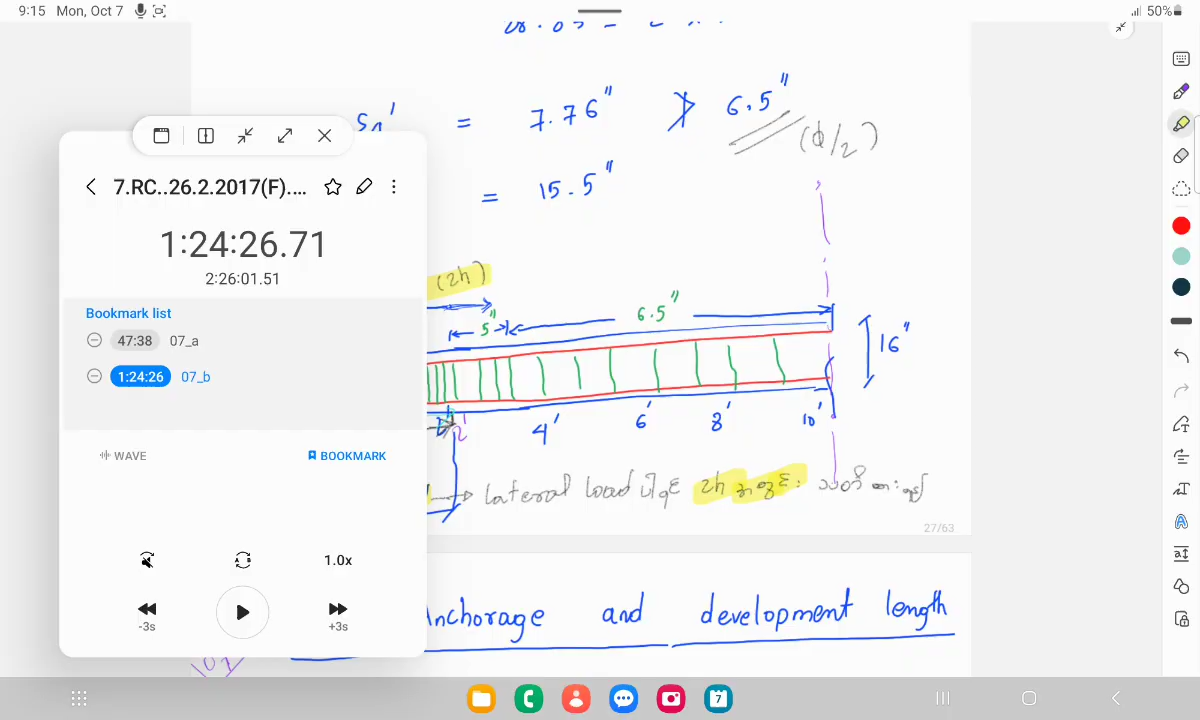 9:15 Mon, Oct 7
50%
= 7.76" ≯ 6.5"
(d/2)
= 15.5"
7.RC..26.2.2017(F)....
1:24:26.71
2:26:01.51
Bookmark list
47:38 07_a
1:24:26 07_b
WAVE
BOOKMARK
1.0x
-3s
+3s
(2h)
5" 6.5"
16"
2' 4' 6' 8' 10'
lateral load ပါလျှင် 2h အတွင်း
27/63
Anchorage and development length
7